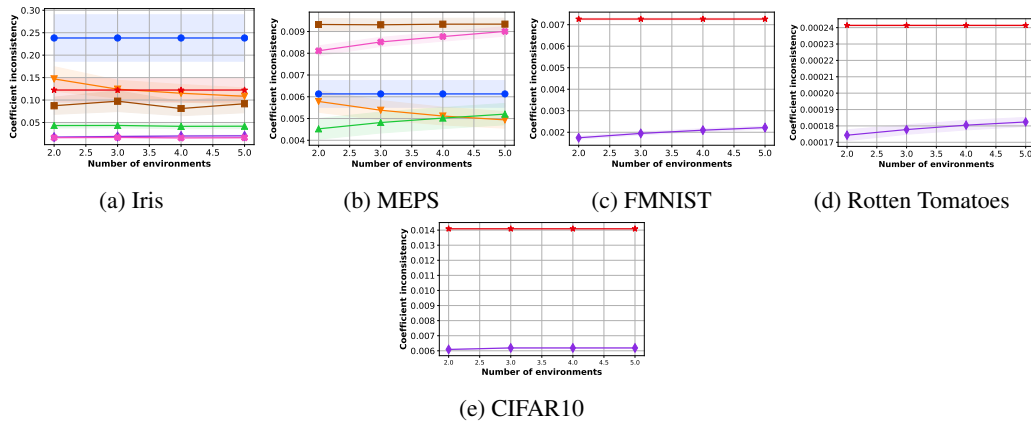 0.30
0.25
0.20
0.15
0.10
0.05
2.0 2.5 3.0 3.5 4.0 4.5 5.0
Number of environments
Coefficient inconsistency
(a) Iris
0.009
0.008
0.007
0.006
0.005
0.004
2.0 2.5 3.0 3.5 4.0 4.5 5.0
Number of environments
Coefficient inconsistency
(b) MEPS
0.007
0.006
0.005
0.004
0.003
0.002
2.0 2.5 3.0 3.5 4.0 4.5 5.0
Number of environments
Coefficient inconsistency
(c) FMNIST
0.00024
0.00023
0.00021
0.00020
0.00019
0.00018
0.00017
2.0 2.5 3.0 3.5 4.0 4.5 5.0
Number of environments
Coefficient inconsistency
(d) Rotten Tomatoes
0.014
0.013
0.012
0.011
0.010
0.009
0.008
0.007
0.006
2.0 2.5 3.0 3.5 4.0 4.5 5.0
Number of environments
Coefficient inconsistency
(e) CIFAR10